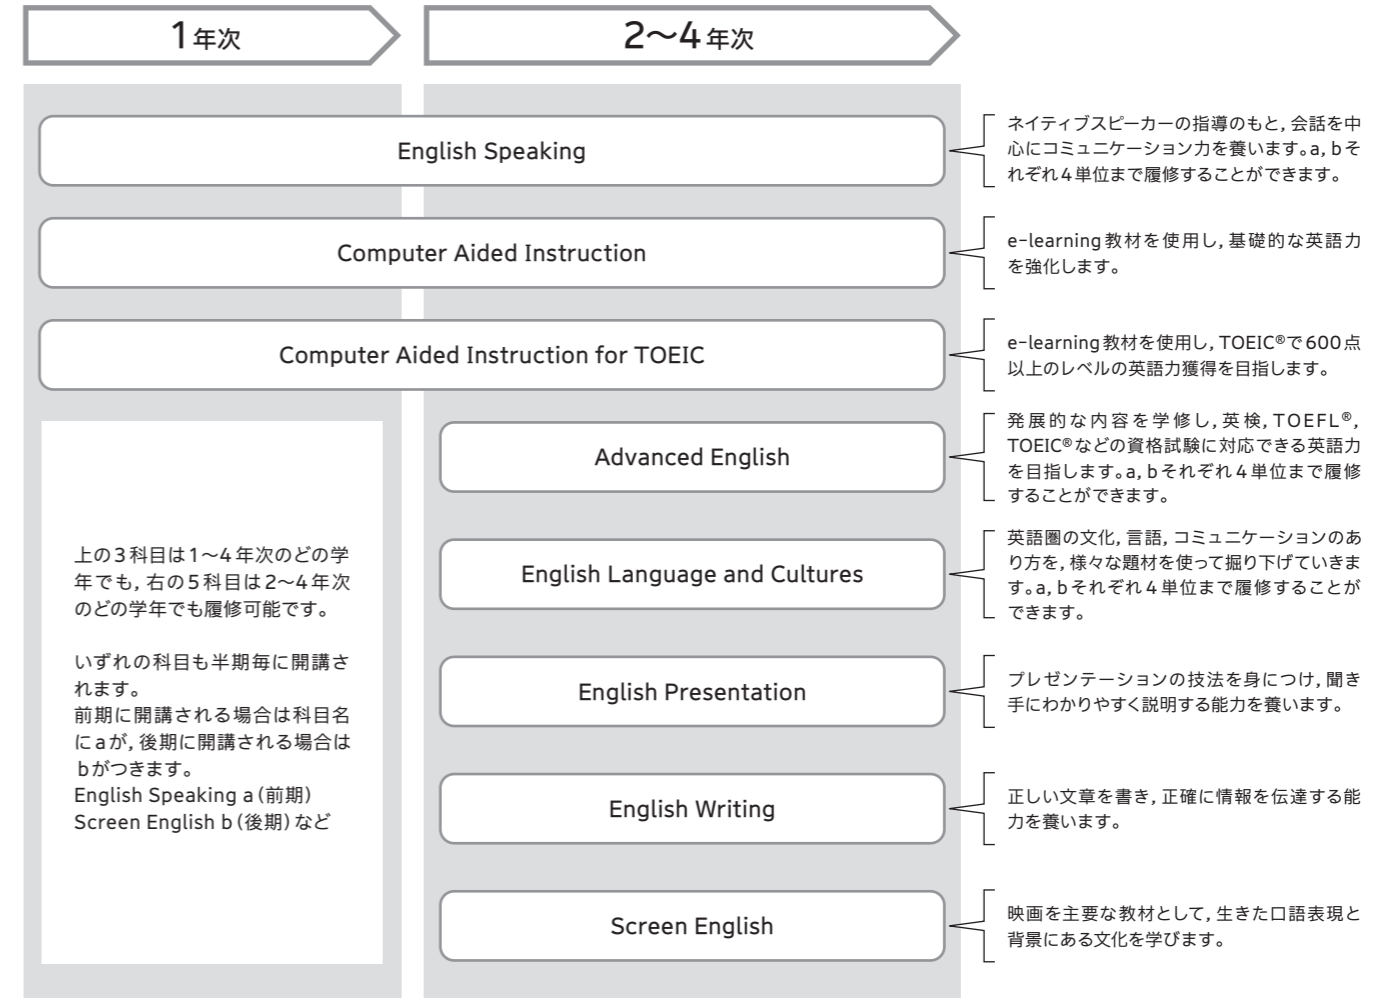 1年次
2〜4年次
English Speaking
ネイティブスピーカーの指導のもと, 会話を中
心にコミュニケーション力を養います。a, bそ
れぞれ4単位まで履修することができます。
Computer Aided Instruction
e-learning教材を使用し, 基礎的な英語力
を強化します。
Computer Aided Instruction for TOEIC
e-learning教材を使用し, TOEIC®で600点
以上のレベルの英語力獲得を目指します。
Advanced English
発展的な内容を学修し, 英検, TOEFL®,
TOEIC®などの資格試験に対応できる英語力
を目指します。a, bそれぞれ4単位まで履修
することができます。
English Language and Cultures
英語圏の文化, 言語, コミュニケーションのあ
り方を, 様々な題材を使って掘り下げていきま
す。a, bそれぞれ4単位まで履修することが
できます。
English Presentation
プレゼンテーションの技法を身につけ, 聞き
手にわかりやすく説明する能力を養います。
English Writing
正しい文章を書き, 正確に情報を伝達する能
力を養います。
Screen English
映画を主要な教材として, 生きた口語表現と
背景にある文化を学びます。
上の3科目は1〜4年次のどの学
年でも, 右の5科目は2〜4年次
のどの学年でも履修可能です。
いずれの科目も半期毎に開講さ
れます。
前期に開講される場合は科目名
にaが, 後期に開講される場合は
bがつきます。
English Speaking a (前期)
Screen English b (後期) など